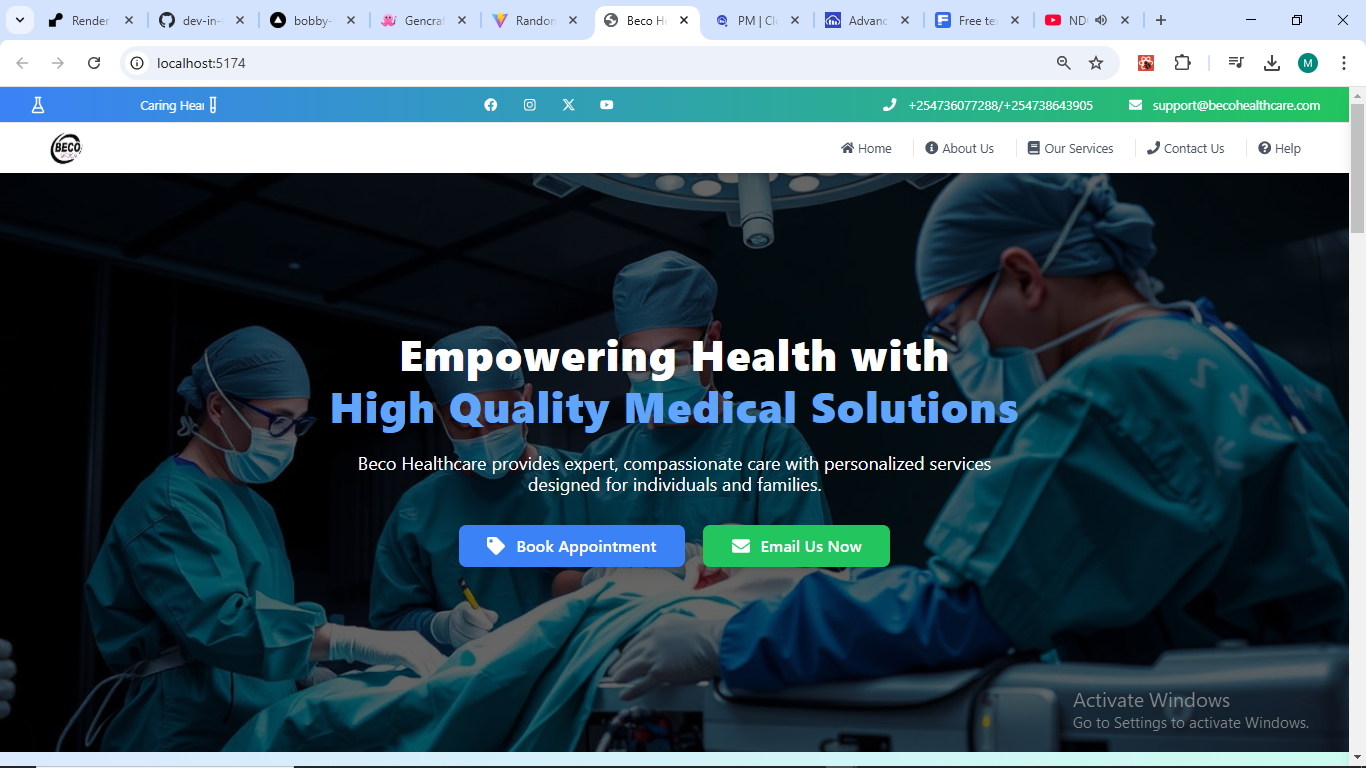 Render
dev-in-
bobby-
Gencra
Random
Beco He
PM | Cl
Advanc
Free te
ND
localhost:5174
M
Caring Hear
+254736077288/+254738643905
support@becohealthcare.com
BECO
Home
About Us
Our Services
Contact Us
Help
Empowering Health with
High Quality Medical Solutions
Beco Healthcare provides expert, compassionate care with personalized services
designed for individuals and families.
Book Appointment
Email Us Now
Activate Windows
Go to Settings to activate Windows.